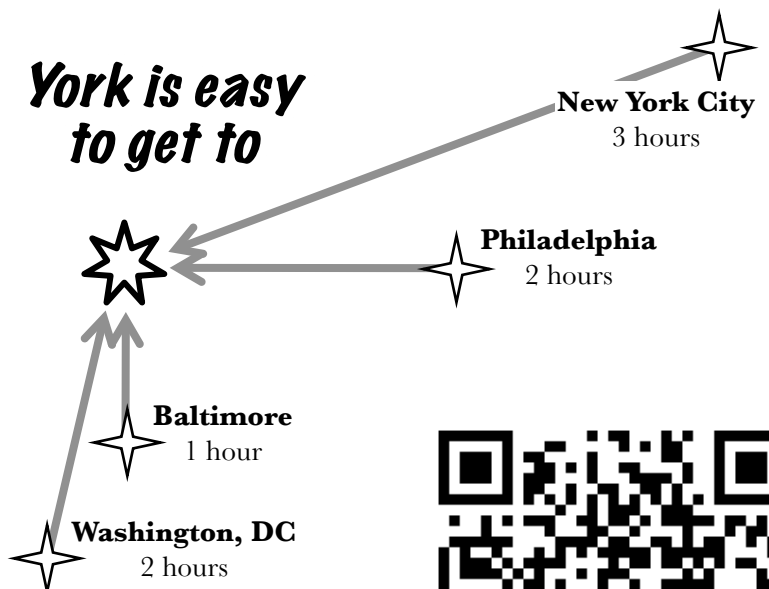 York is easy
to get to
New York City
3 hours
Philadelphia
2 hours
Baltimore
1 hour
Washington, DC
2 hours